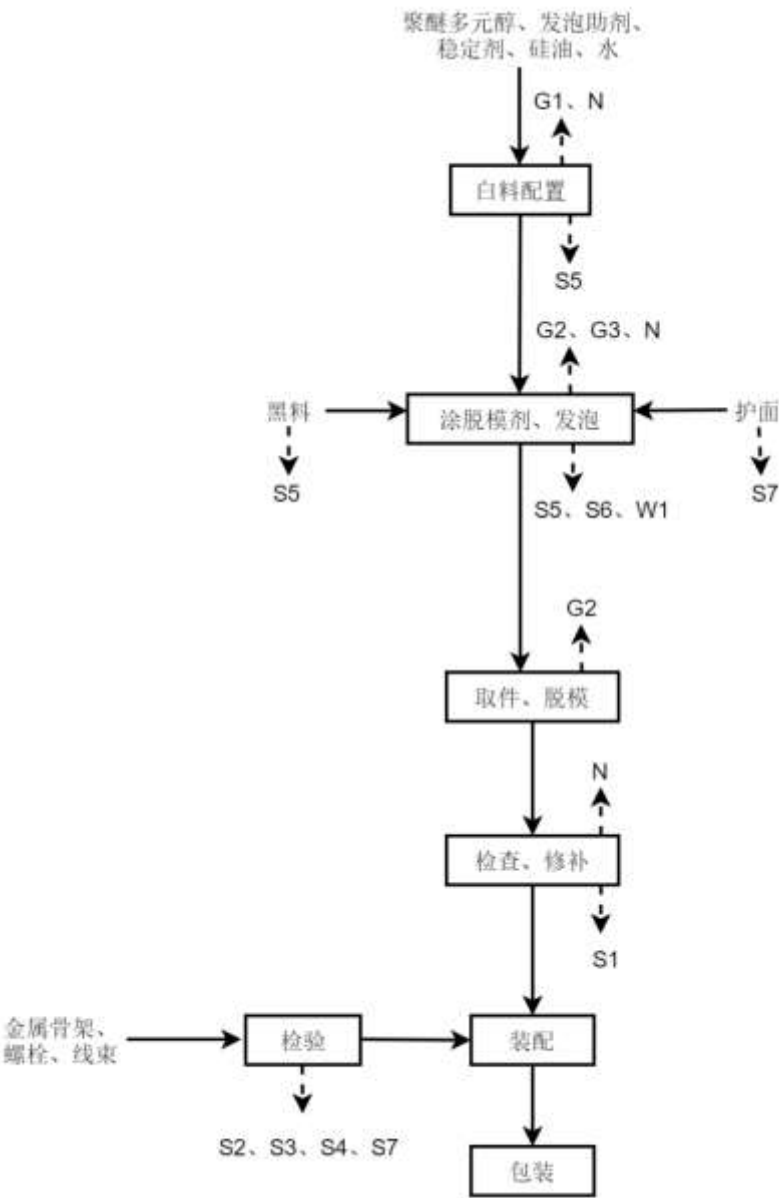 聚醚多元醇、发泡助剂、
稳定剂、硅油、水
G1、N
白料配置
S5
G2、G3、N
黑料
涂脱模剂、发泡
护面
S5
S5、S6、W1
S7
G2
取件、脱模
N
检查、修补
S1
金属骨架、
螺栓、线束
检验
装配
S2、S3、S4、S7
包装